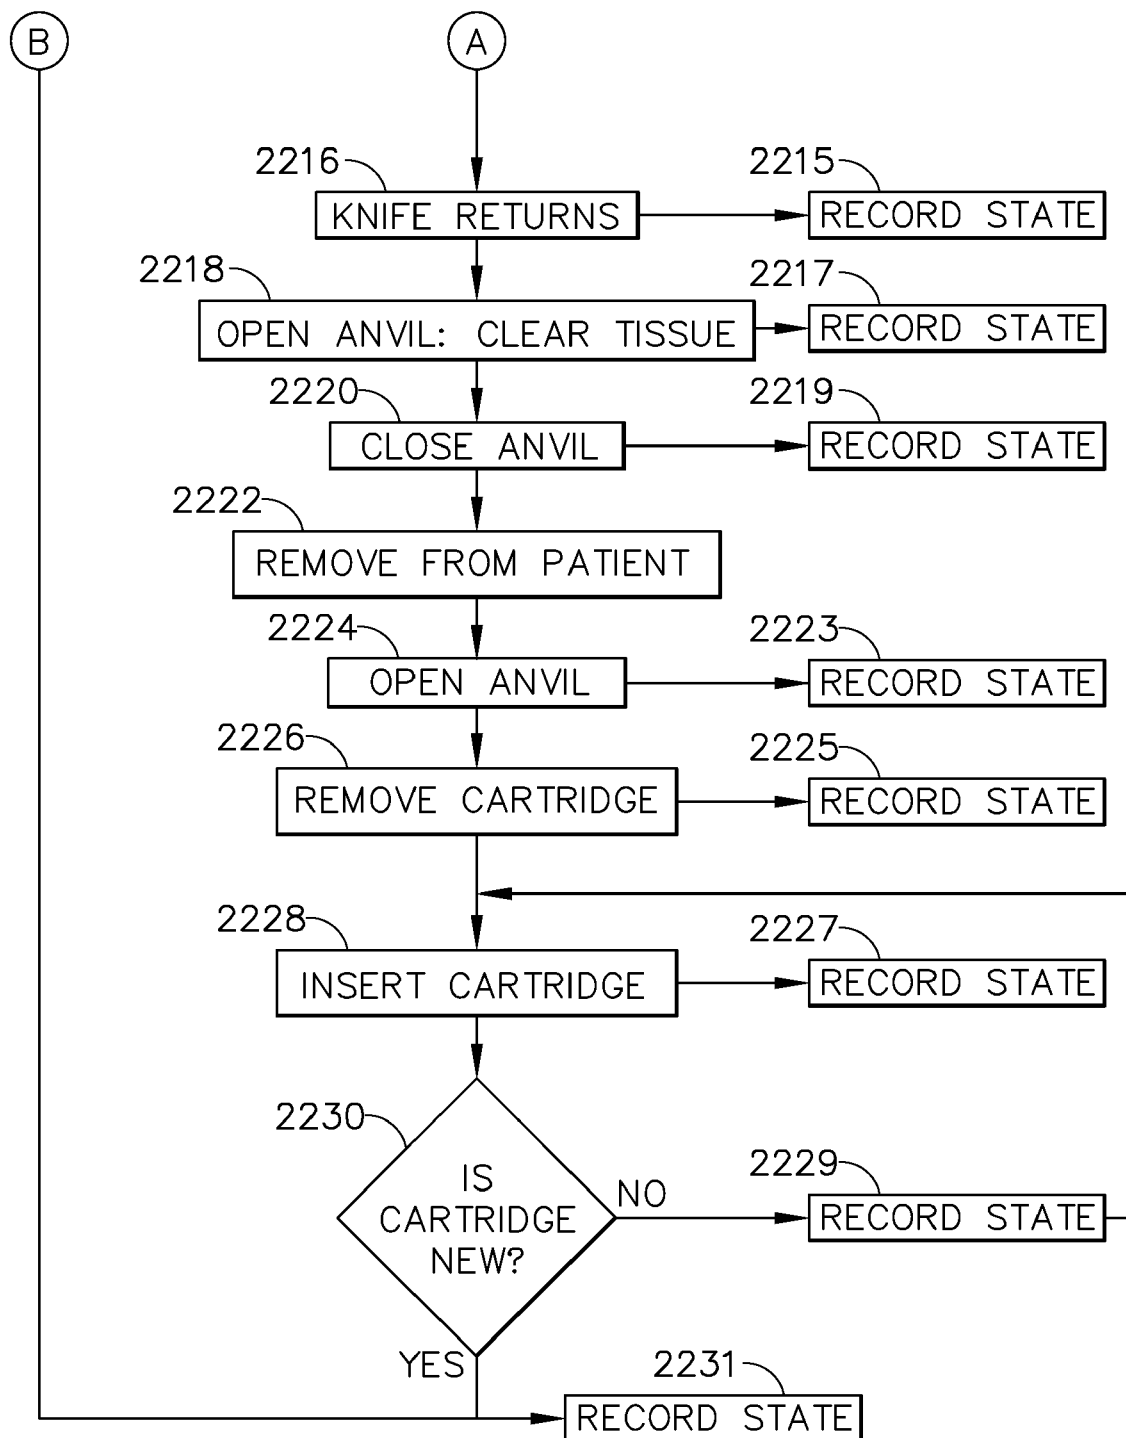 B
A
2216
2215
KNIFE RETURNS
RECORD STATE
2218
2217
OPEN ANVIL: CLEAR TISSUE
RECORD STATE
2220
2219
CLOSE ANVIL
RECORD STATE
2222
REMOVE FROM PATIENT
2224
2223
OPEN ANVIL
RECORD STATE
2226
2225
REMOVE CARTRIDGE
RECORD STATE
2228
2227
INSERT CARTRIDGE
RECORD STATE
2230
IS
CARTRIDGE
NEW?
NO
2229
RECORD STATE
YES
2231
RECORD STATE